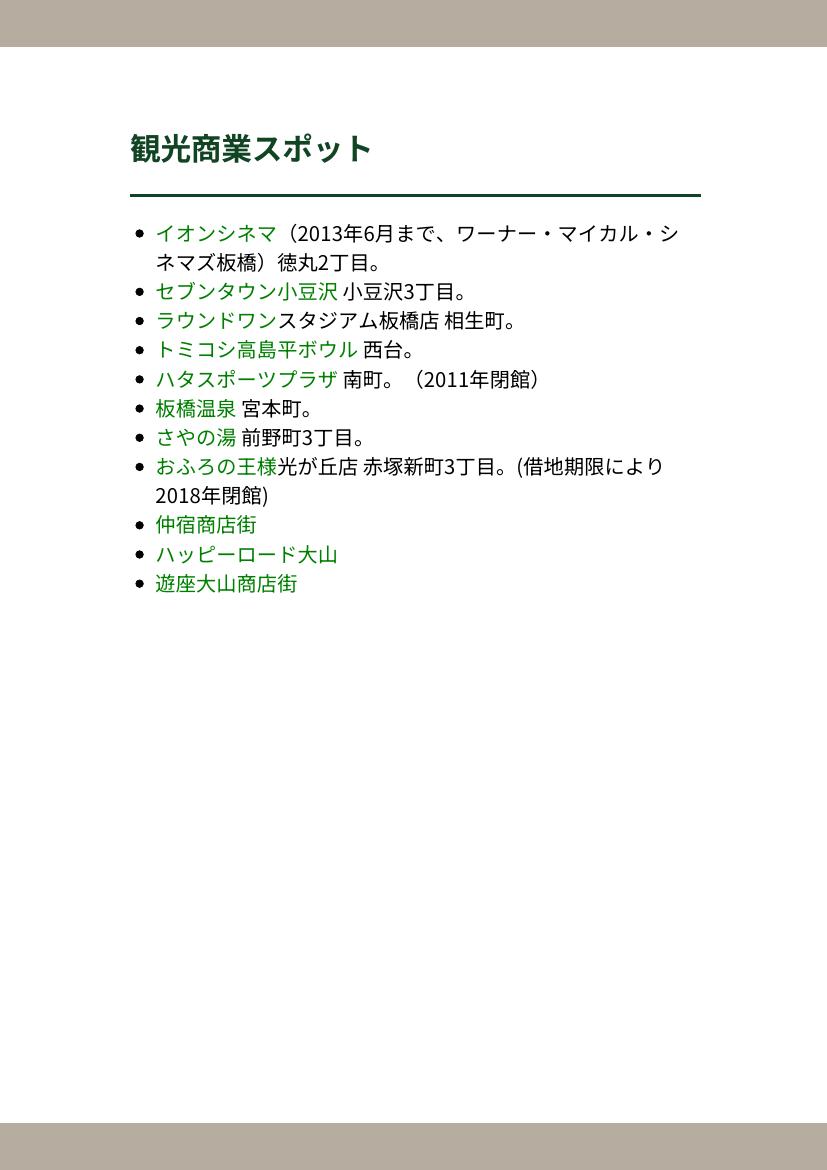 観光商業スポット
イオンシネマ（2013年6月まで、ワーナー・マイカル・シ
ネマズ板橋）徳丸2丁目。
セブンタウン小豆沢 小豆沢3丁目。
ラウンドワンスタジアム板橋店 相生町。
トミコシ高島平ボウル 西台。
ハタスポーツプラザ 南町。（2011年閉館）
板橋温泉 宮本町。
さやの湯 前野町3丁目。
おふろの王様光が丘店 赤塚新町3丁目。(借地期限により
2018年閉館)
仲宿商店街
ハッピーロード大山
遊座大山商店街